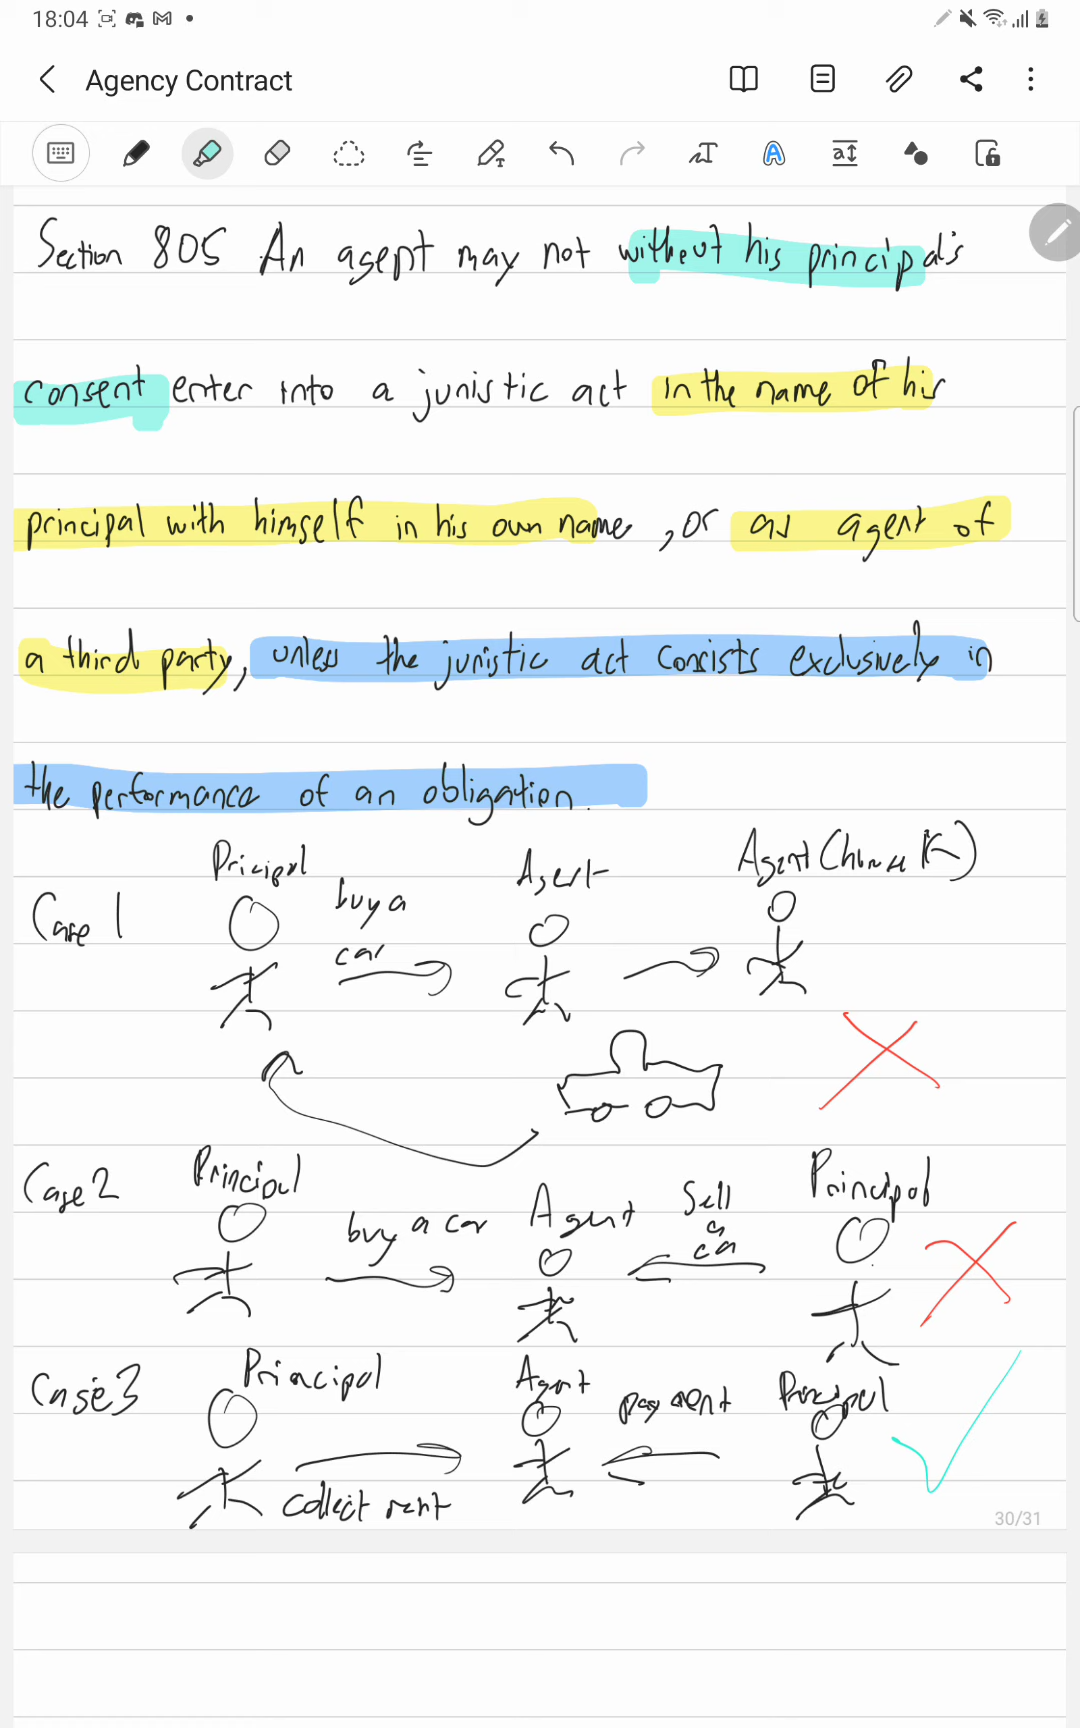 18:04
Agency Contract
Section 805 An agent may not without his principal's
consent enter into a juristic act in the name of his
principal with himself in his own name, or as agent of
a third party, unless the juristic act consists exclusively in
the performance of an obligation.
Case 1
Pricipal
buy a
car
Agent
Agent
Case 2
Principal
buy a car
Agent
Sell
a
car
Principal
Case 3
Principal
collect rent
Agent
payment
Principal
30/31